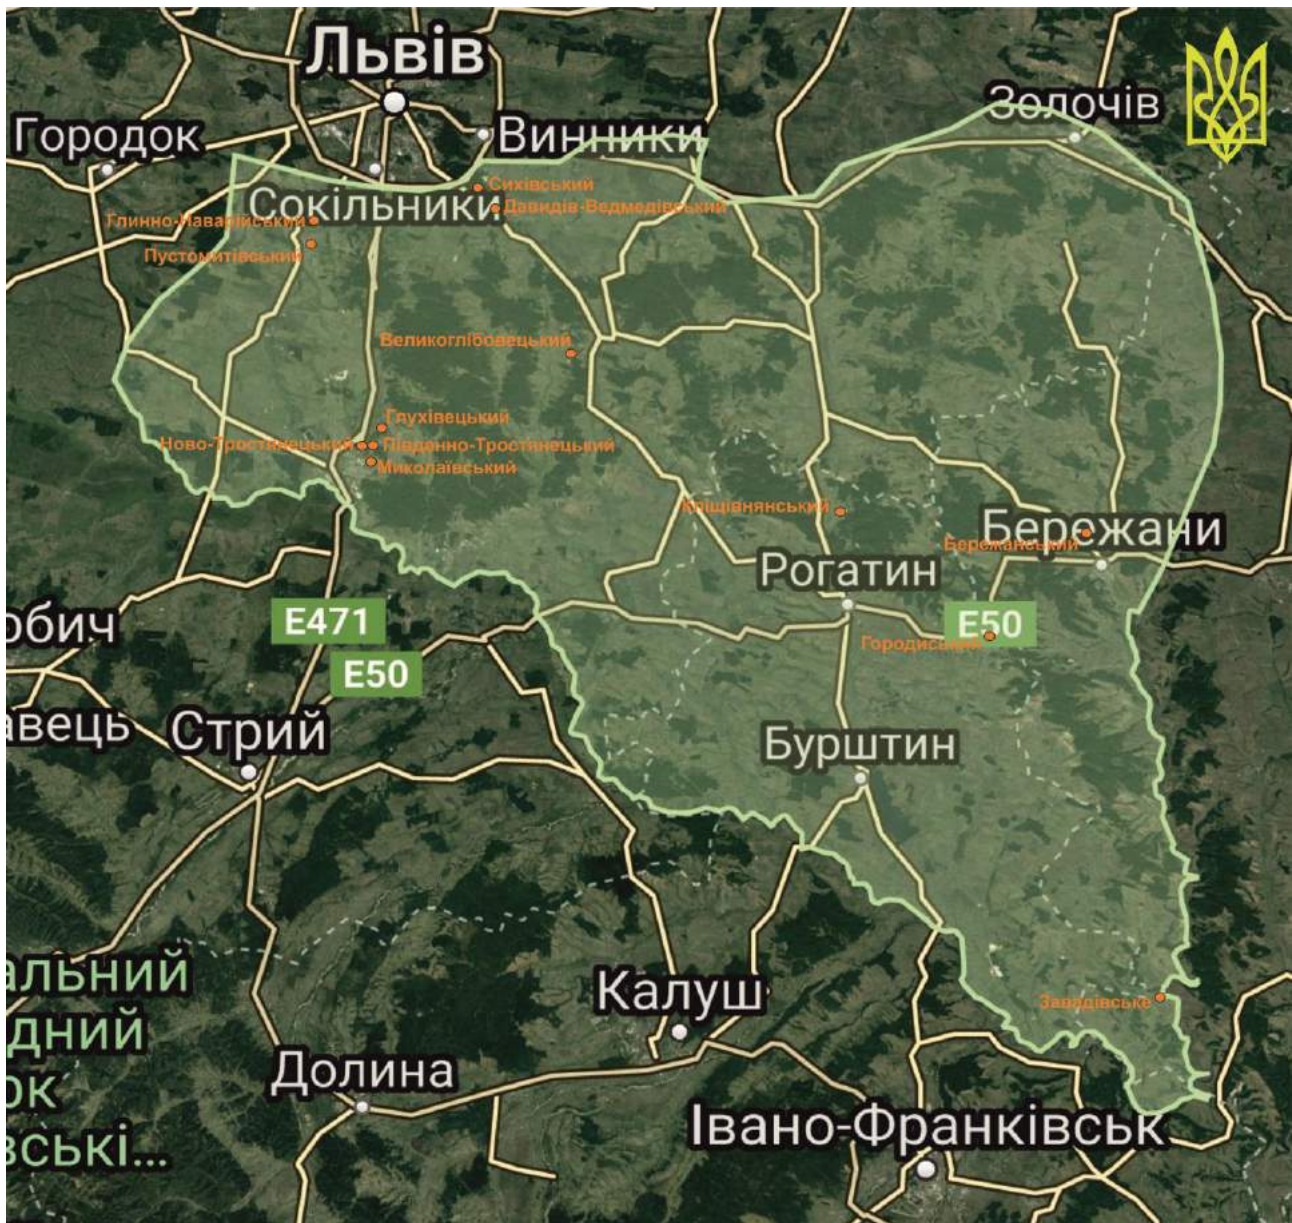 Львів
Золочів
Городок
Винники
Сихівський
Сокільники
Давидів-Ведмедівський
Глинно-Наварійський
Пустомитівський
Великоглібовецький
Глухівецький
Ново-Тростянецький
Південно-Тростянецький
Миколаївський
Кліщівнянський
Бережани
Бережанський
Рогатин
E471
обич
E50
Городиський
E50
авець
Стрий
Бурштин
альний
Калуш
Завадівське
дний
Долина
ок
Івано-Франківськ
вські...